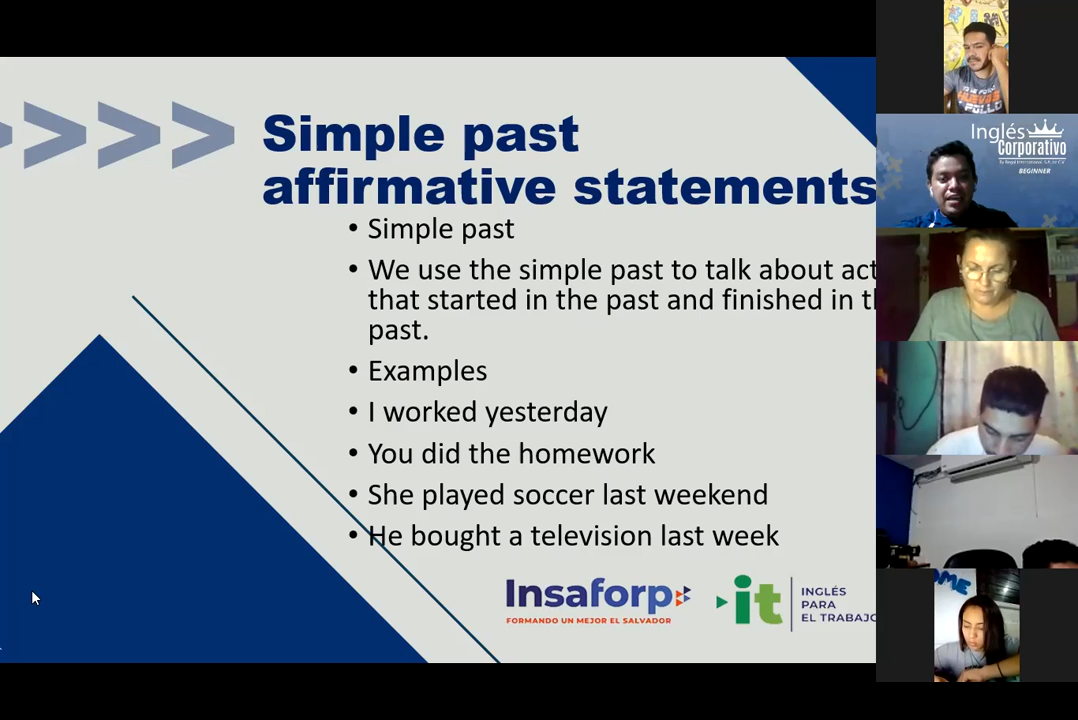 Simple past
affirmative statements
• Simple past
• We use the simple past to talk about
that started in the past and finished in
past.
• Examples
• I worked yesterday
• You did the homework
• She played soccer last weekend
• He bought a television last week
Insaforp
FORMANDO UN MEJOR EL SALVADOR
it
INGLÉS
PARA
EL TRABAJO
HUEVOS
Inglés
Corporativo
BEGINNER